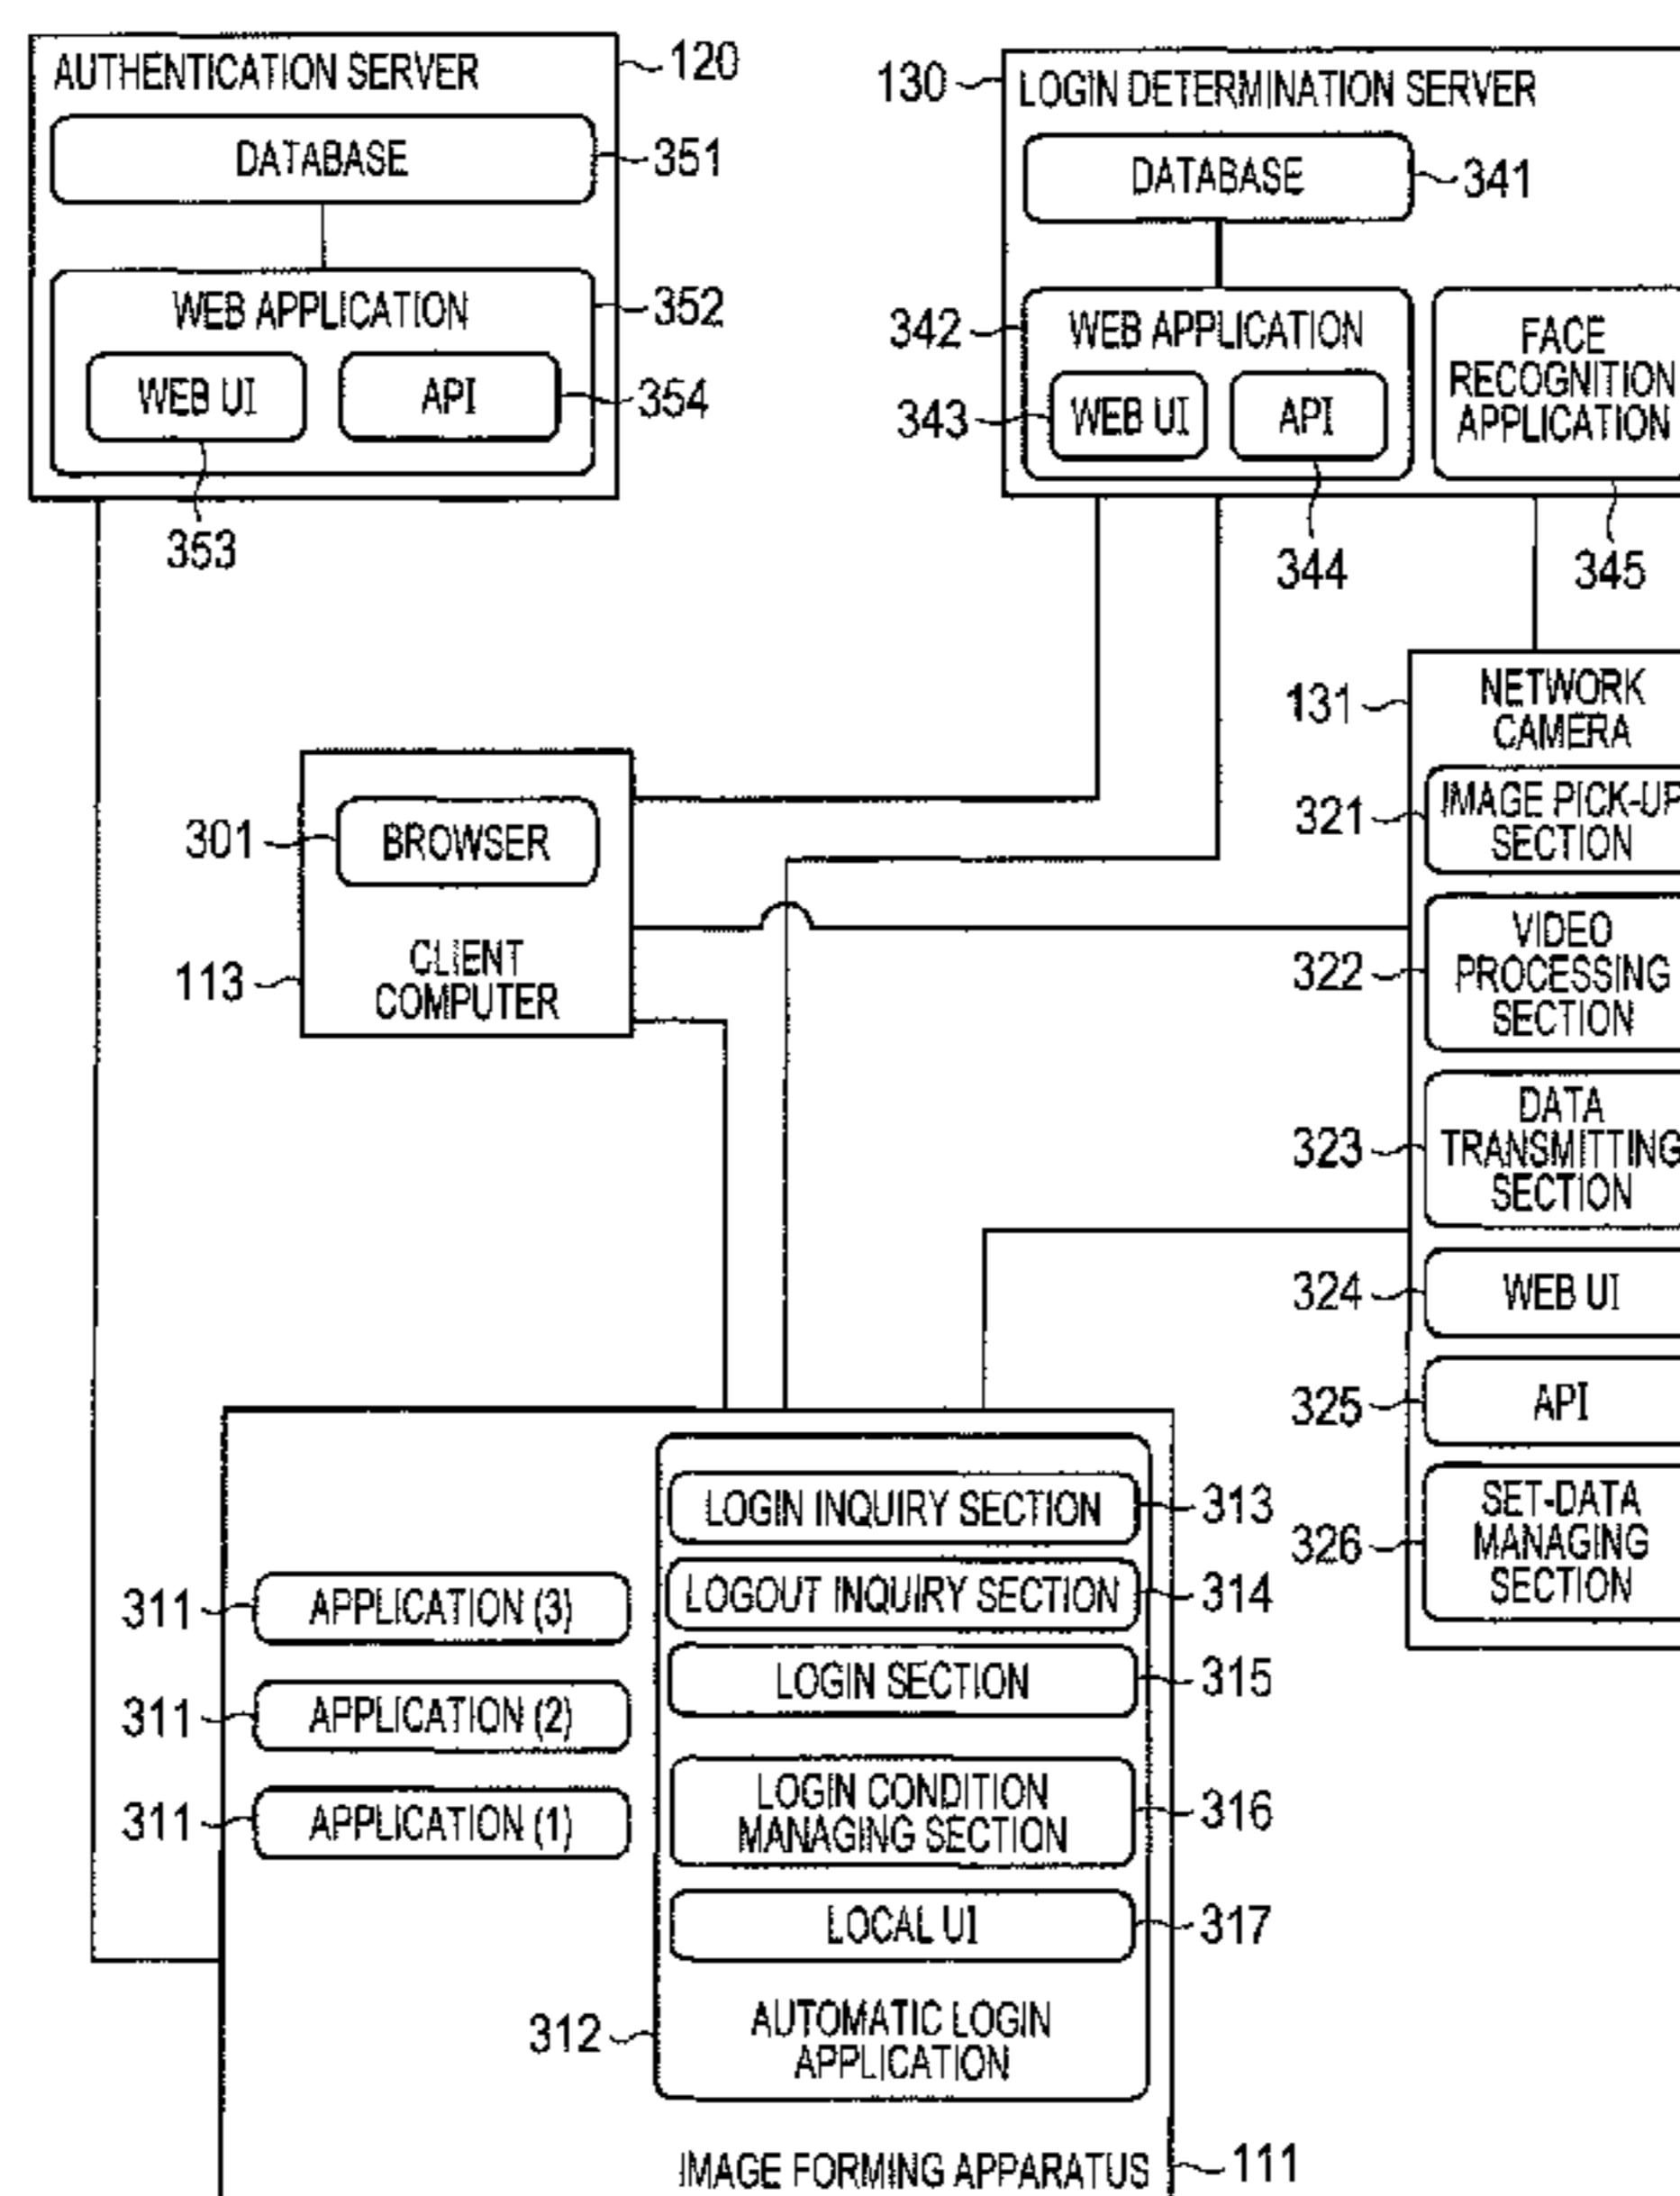 AUTHENTICATION SERVER
120
DATABASE
351
WEB APPLICATION
352
WEB UI
API
354
353
130
LOGIN DETERMINATION SERVER
DATABASE
341
342
WEB APPLICATION
343
WEB UI
API
344
FACE
RECOGNITION
APPLICATION
345
131
NETWORK
CAMERA
321
IMAGE PICK-UP
SECTION
322
VIDEO
PROCESSING
SECTION
323
DATA
TRANSMITTING
SECTION
324
WEB UI
325
API
326
SET-DATA
MANAGING
SECTION
301
BROWSER
113
CLIENT
COMPUTER
311
APPLICATION (3)
311
APPLICATION (2)
311
APPLICATION (1)
LOGIN INQUIRY SECTION
313
LOGOUT INQUIRY SECTION
314
LOGIN SECTION
315
LOGIN CONDITION
MANAGING SECTION
316
LOCAL UI
317
312
AUTOMATIC LOGIN
APPLICATION
IMAGE FORMING APPARATUS
111